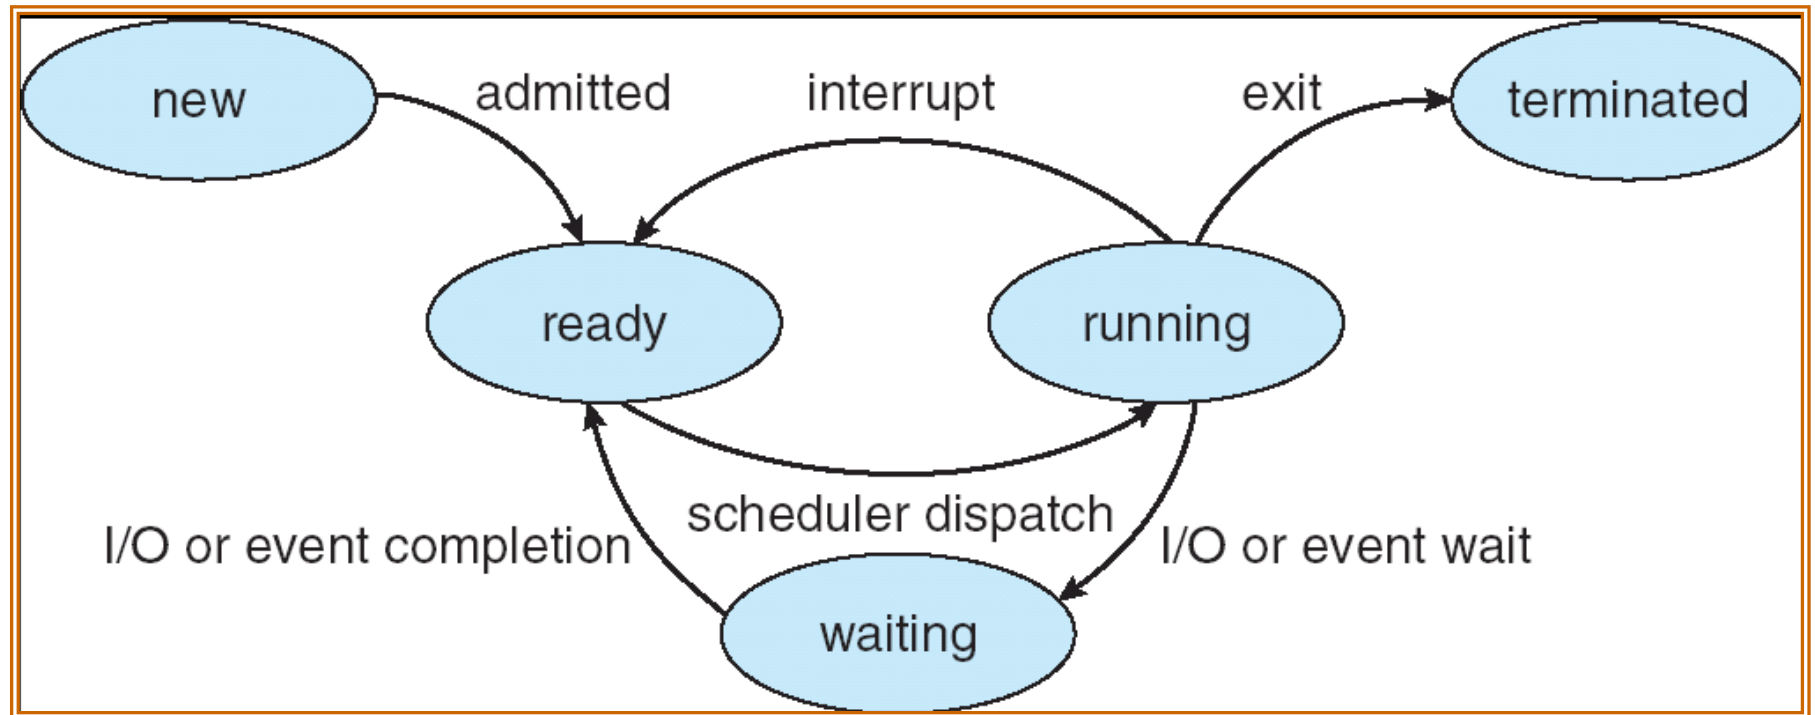 new
admitted
interrupt
exit
terminated
ready
running
scheduler dispatch
I/O or event completion
I/O or event wait
waiting